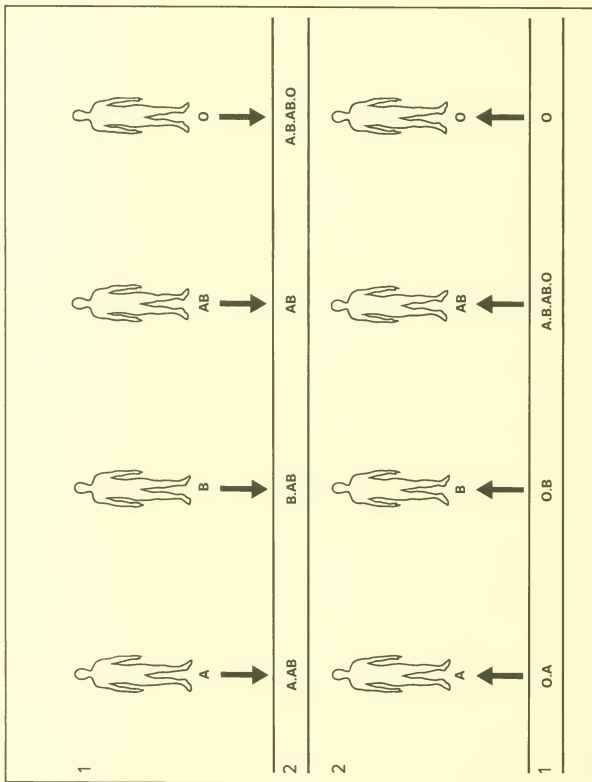 1
A B AB O
2 A.AB B.AB AB A.B.AB.O
2
A B AB O
1 O.A O.B A.B.AB.O O